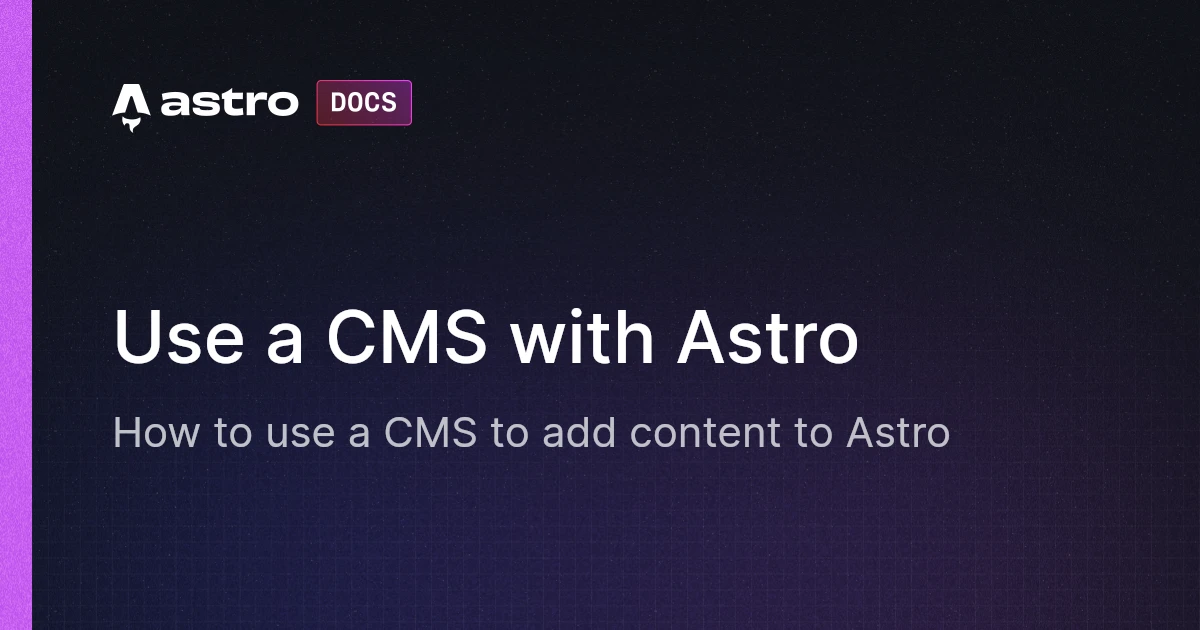 astro DOCS
Use a CMS with Astro
How to use a CMS to add content to Astro